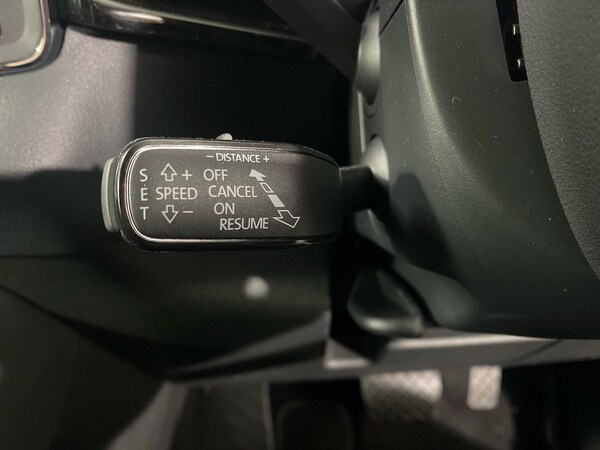 − DISTANCE +
S + OFF
E SPEED CANCEL
T − ON
RESUME